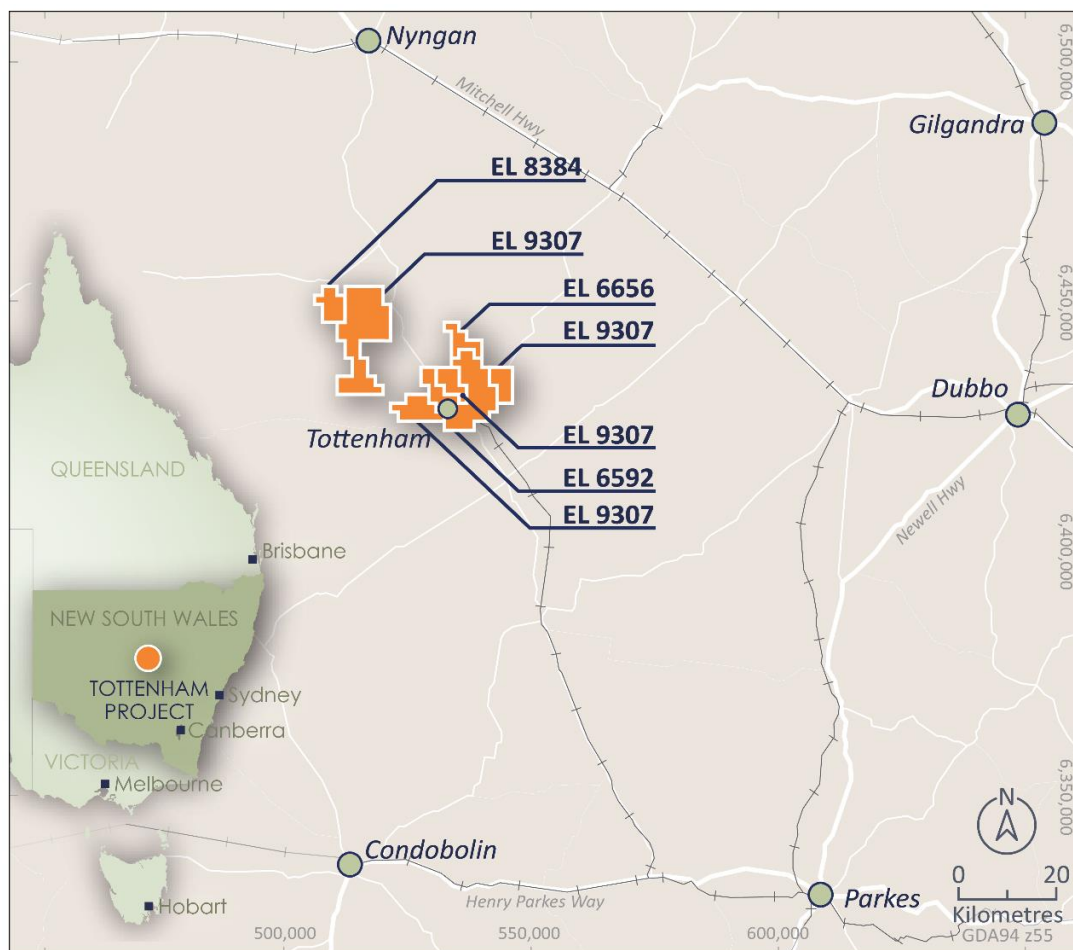 Nyngan
6,500,000
Mitchell Hwy
Gilgandra
EL 8384
EL 9307
EL 6656
6,450,000
EL 9307
Dubbo
Tottenham
EL 9307
QUEENSLAND
EL 6592
EL 9307
Newell Hwy
Brisbane
6,400,000
NEW SOUTH WALES
TOTTENHAM
PROJECT
Sydney
Canberra
VICTORIA
Melbourne
6,350,000
N
Condobolin
0 20
Parkes
Henry Parkes Way
Hobart
Kilometres
500,000 550,000 600,000
GDA94 z55